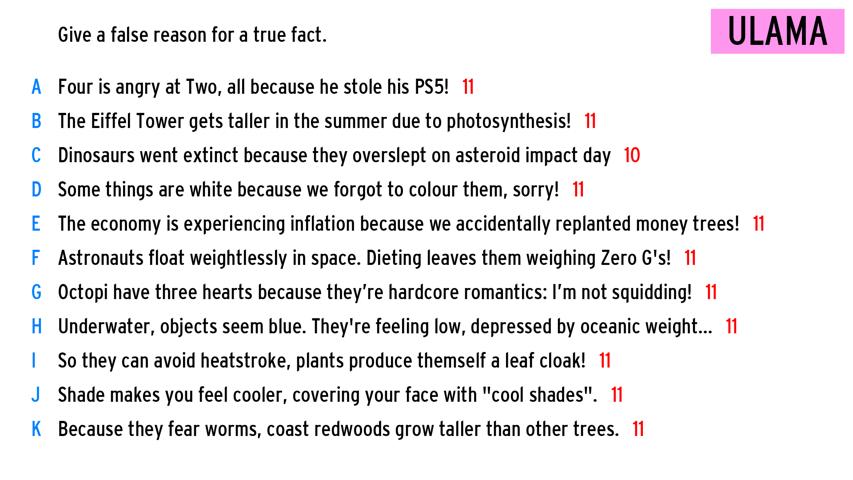 Give a false reason for a true fact.
ULAMA
A Four is angry at Two, all because he stole his PS5! 11
B The Eiffel Tower gets taller in the summer due to photosynthesis! 11
C Dinosaurs went extinct because they overslept on asteroid impact day 10
D Some things are white because we forgot to colour them, sorry! 11
E The economy is experiencing inflation because we accidentally replanted money trees! 11
F Astronauts float weightlessly in space. Dieting leaves them weighing Zero G's! 11
G Octopi have three hearts because they’re hardcore romantics: I’m not squidding! 11
H Underwater, objects seem blue. They're feeling low, depressed by oceanic weight... 11
I So they can avoid heatstroke, plants produce themself a leaf cloak! 11
J Shade makes you feel cooler, covering your face with "cool shades". 11
K Because they fear worms, coast redwoods grow taller than other trees. 11